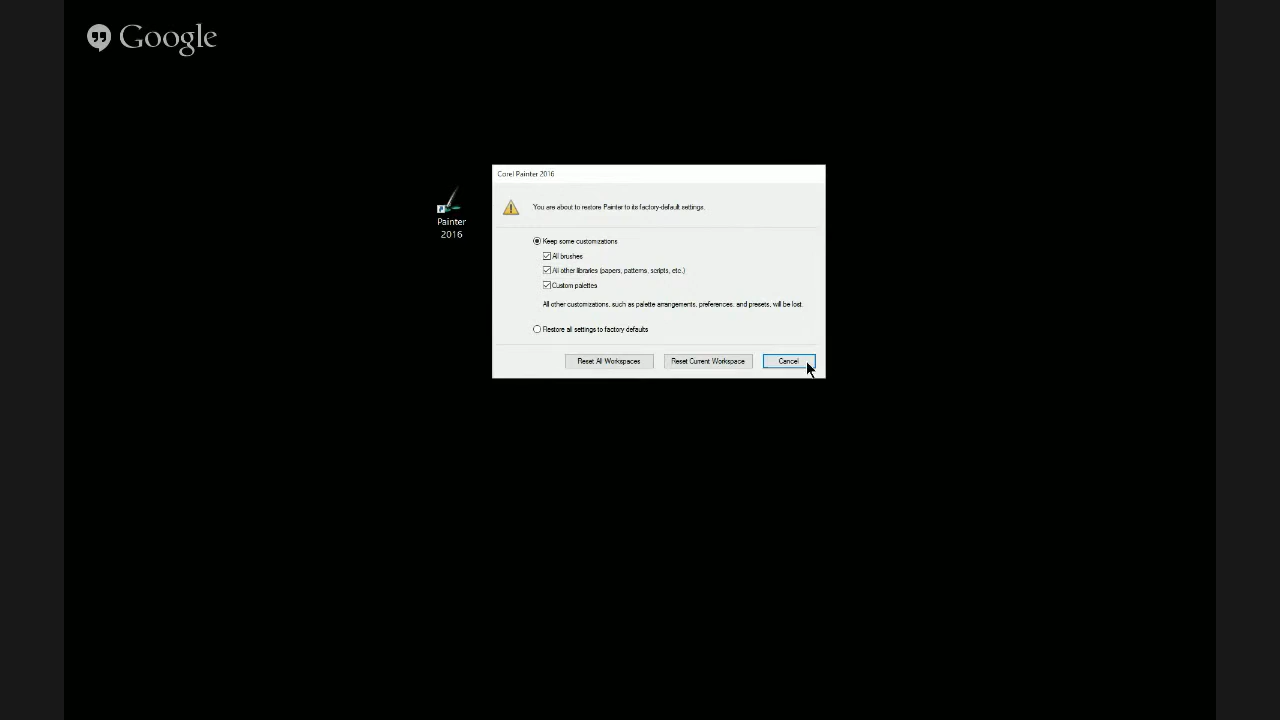 Google
Corel Painter 2016
You are about to restore Painter to its factory-default settings.
Painter
2016
Keep some customizations
All brushes
All other libraries (papers, patterns, scripts, etc.)
Custom palettes
All other customizations, such as palette arrangements, preferences, and presets, will be lost.
Restore all settings to factory defaults
Reset All Workspaces
Reset Current Workspace
Cancel